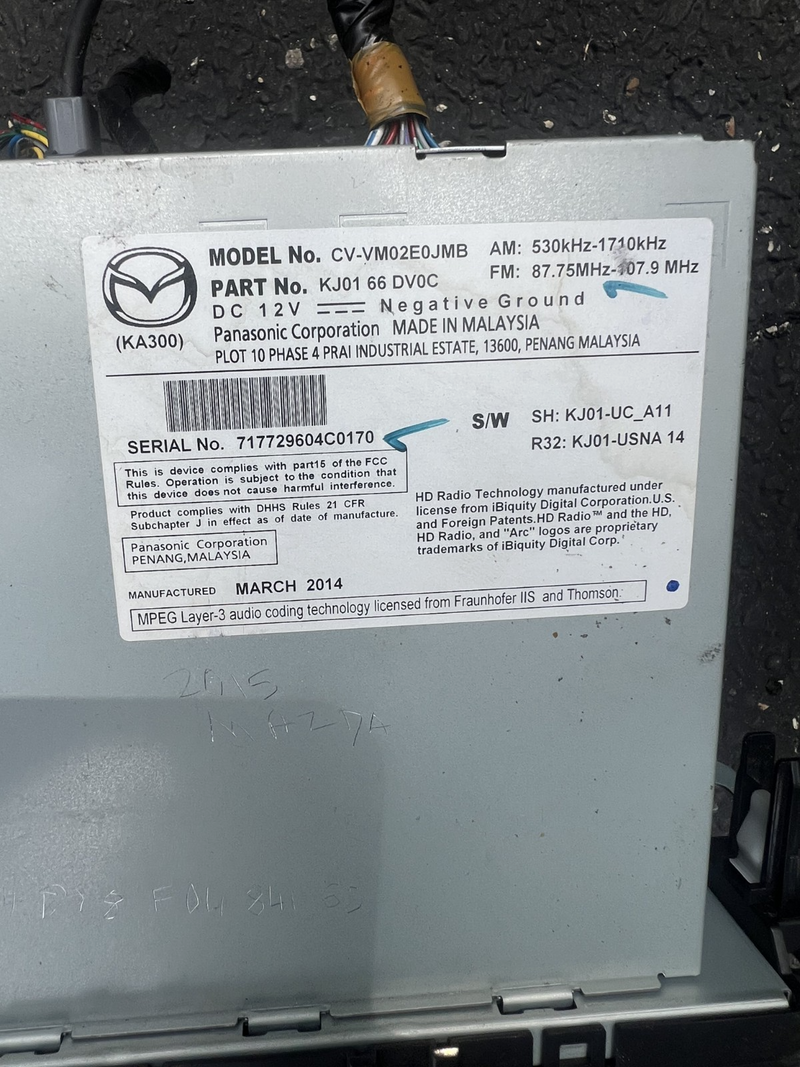 MODEL No. CV-VM02E0JMB AM: 530kHz-1710kHz
PART No. KJ01 66 DV0C FM: 87.75MHz-107.9 MHz
DC 12V Negative Ground
(KA300) Panasonic Corporation MADE IN MALAYSIA
PLOT 10 PHASE 4 PRAI INDUSTRIAL ESTATE, 13600, PENANG MALAYSIA
SERIAL No. 717729604C0170
S/W SH: KJ01-UC_A11
R32: KJ01-USNA 14
This is device complies with part15 of the FCC
Rules. Operation is subject to the condition that
this device does not cause harmful interference.
Product complies with DHHS Rules 21 CFR
Subchapter J in effect as of date of manufacture.
Panasonic Corporation
PENANG,MALAYSIA
HD Radio Technology manufactured under
license from iBiquity Digital Corporation.U.S.
and Foreign Patents.HD Radio™ and the HD,
HD Radio, and "Arc" logos are proprietary
trademarks of iBiquity Digital Corp.
MANUFACTURED MARCH 2014
MPEG Layer-3 audio coding technology licensed from Fraunhofer IIS and Thomson.
2015
MAZDA